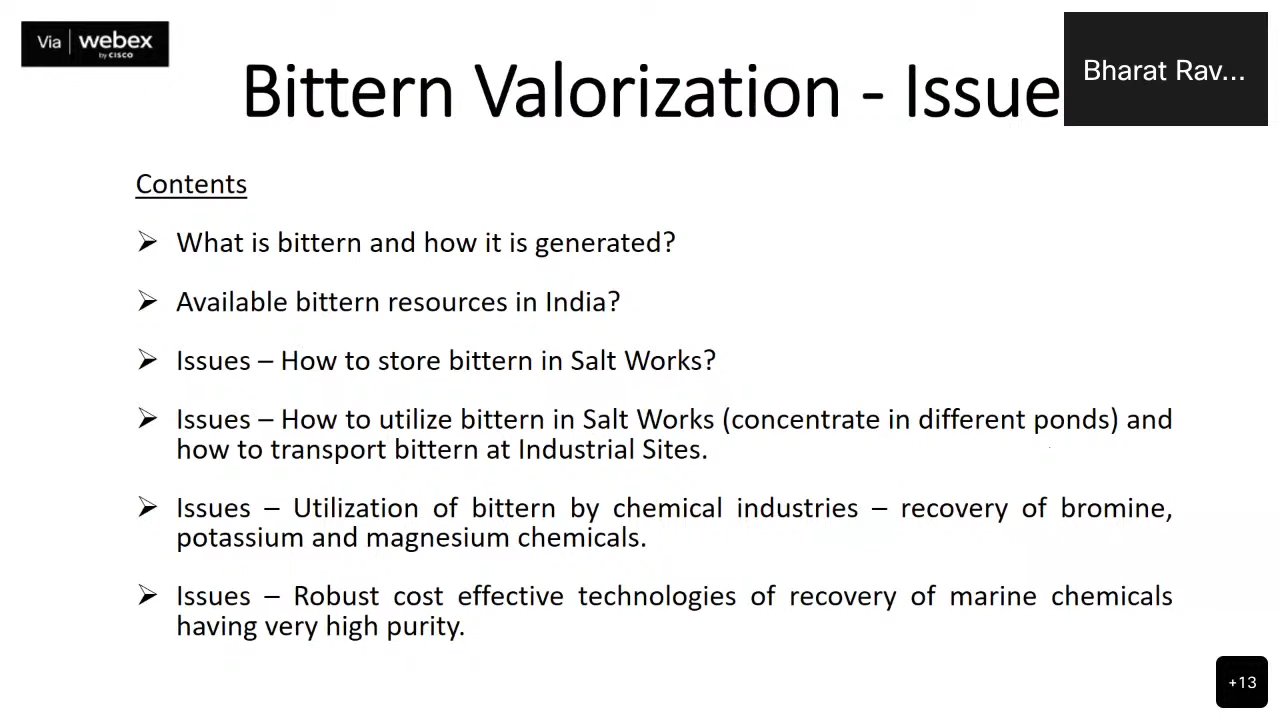 Via webex
by CISCO
Bharat Rav...
Bittern Valorization - Issue
Contents
➢ What is bittern and how it is generated?
➢ Available bittern resources in India?
➢ Issues – How to store bittern in Salt Works?
➢ Issues – How to utilize bittern in Salt Works (concentrate in different ponds) and
how to transport bittern at Industrial Sites.
➢ Issues – Utilization of bittern by chemical industries – recovery of bromine,
potassium and magnesium chemicals.
➢ Issues – Robust cost effective technologies of recovery of marine chemicals
having very high purity.
+13